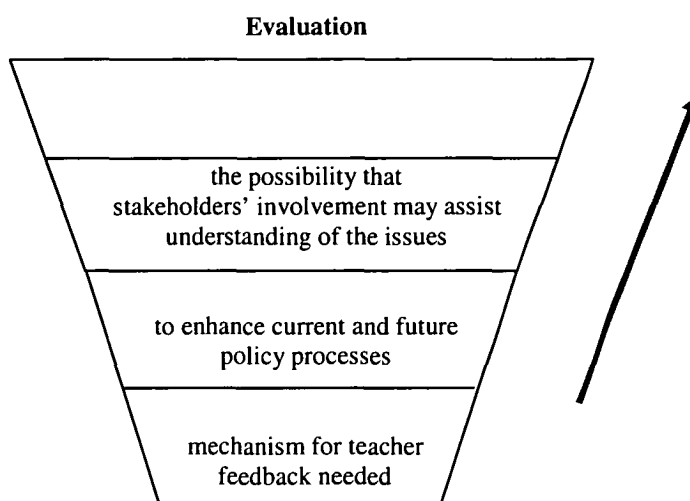 Evaluation
the possibility that
stakeholders' involvement may assist
understanding of the issues
to enhance current and future
policy processes
mechanism for teacher
feedback needed